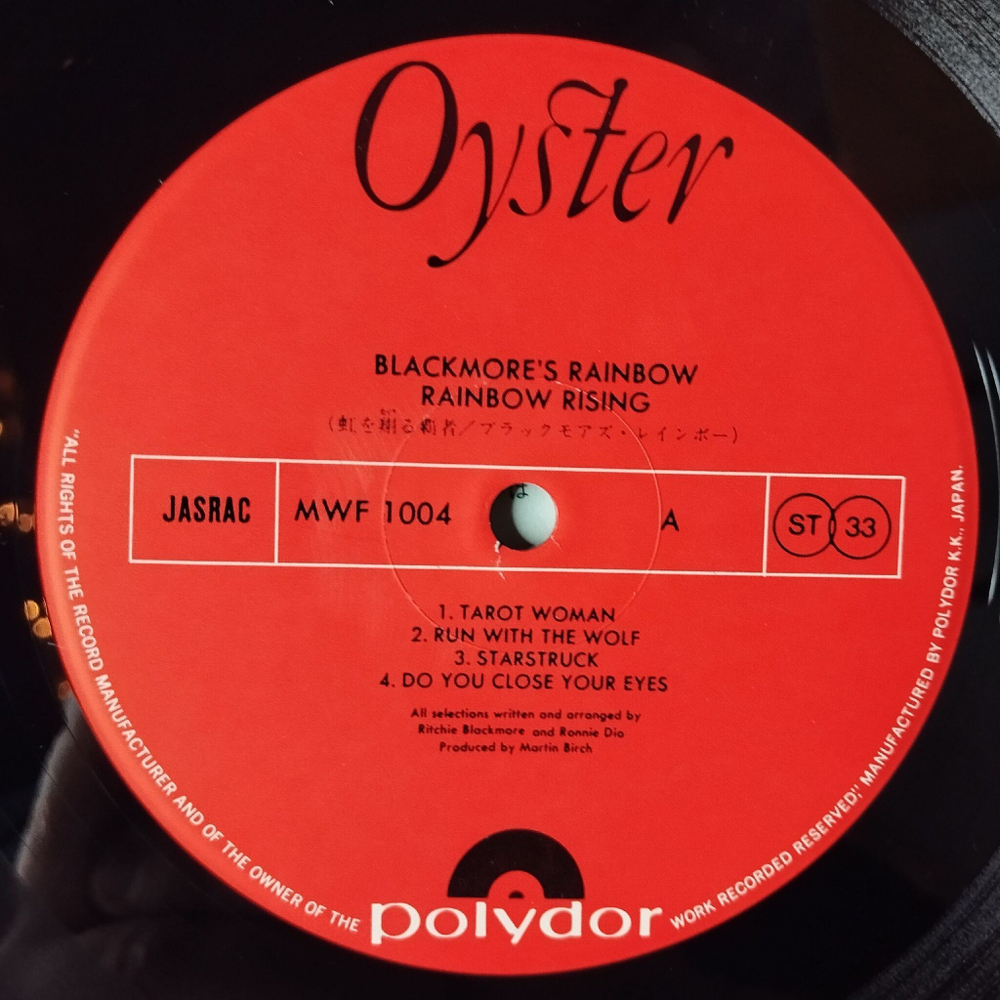 Oyster
BLACKMORE'S RAINBOW
RAINBOW RISING
(虹を翔る覇者/ブラックモアズ・レインボー)
JASRAC
MWF 1004
A
ST 33
1. TAROT WOMAN
2. RUN WITH THE WOLF
3. STARSTRUCK
4. DO YOU CLOSE YOUR EYES
All selections written and arranged by
Ritchie Blackmore and Ronnie Dio
Produced by Martin Birch
polydor
"ALL RIGHTS OF THE RECORD MANUFACTURER AND OF THE OWNER OF THE WORK RECORDED RESERVED," MANUFACTURED BY POLYDOR K.K., JAPAN.